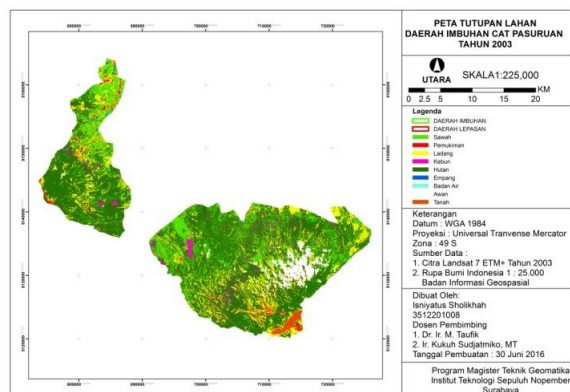 PETA TUTUPAN LAHAN
DAERAH IMBUHAN CAT PASURUAN
TAHUN 2003
UTARA
SKALA1:225,000
KM
0 2.5 5 10 15 20
Legenda
DAERAH IMBUHAN
DAERAH LEPASAN
Sawah
Pemukiman
Ladang
Kebun
Hutan
Empang
Badan Air
Awan
Tanah
Keterangan
Datum : WGA 1984
Proyeksi : Universal Tranvense Mercator
Zona : 49 S
Sumber Data :
1. Citra Landsat 7 ETM+ Tahun 2003
2. Rupa Bumi Indonesia 1 : 25.000
Badan Informasi Geospasial
Dibuat Oleh:
Isniyatus Sholikhah
3512201008
Dosen Pembimbing
1. Dr. Ir. M. Taufik
2. Ir. Kukuh Sudjatmiko, MT
Tanggal Pembuatan : 30 Juni 2016
Program Magister Teknik Geomatika
Institut Teknologi Sepuluh Nopember
Surabaya